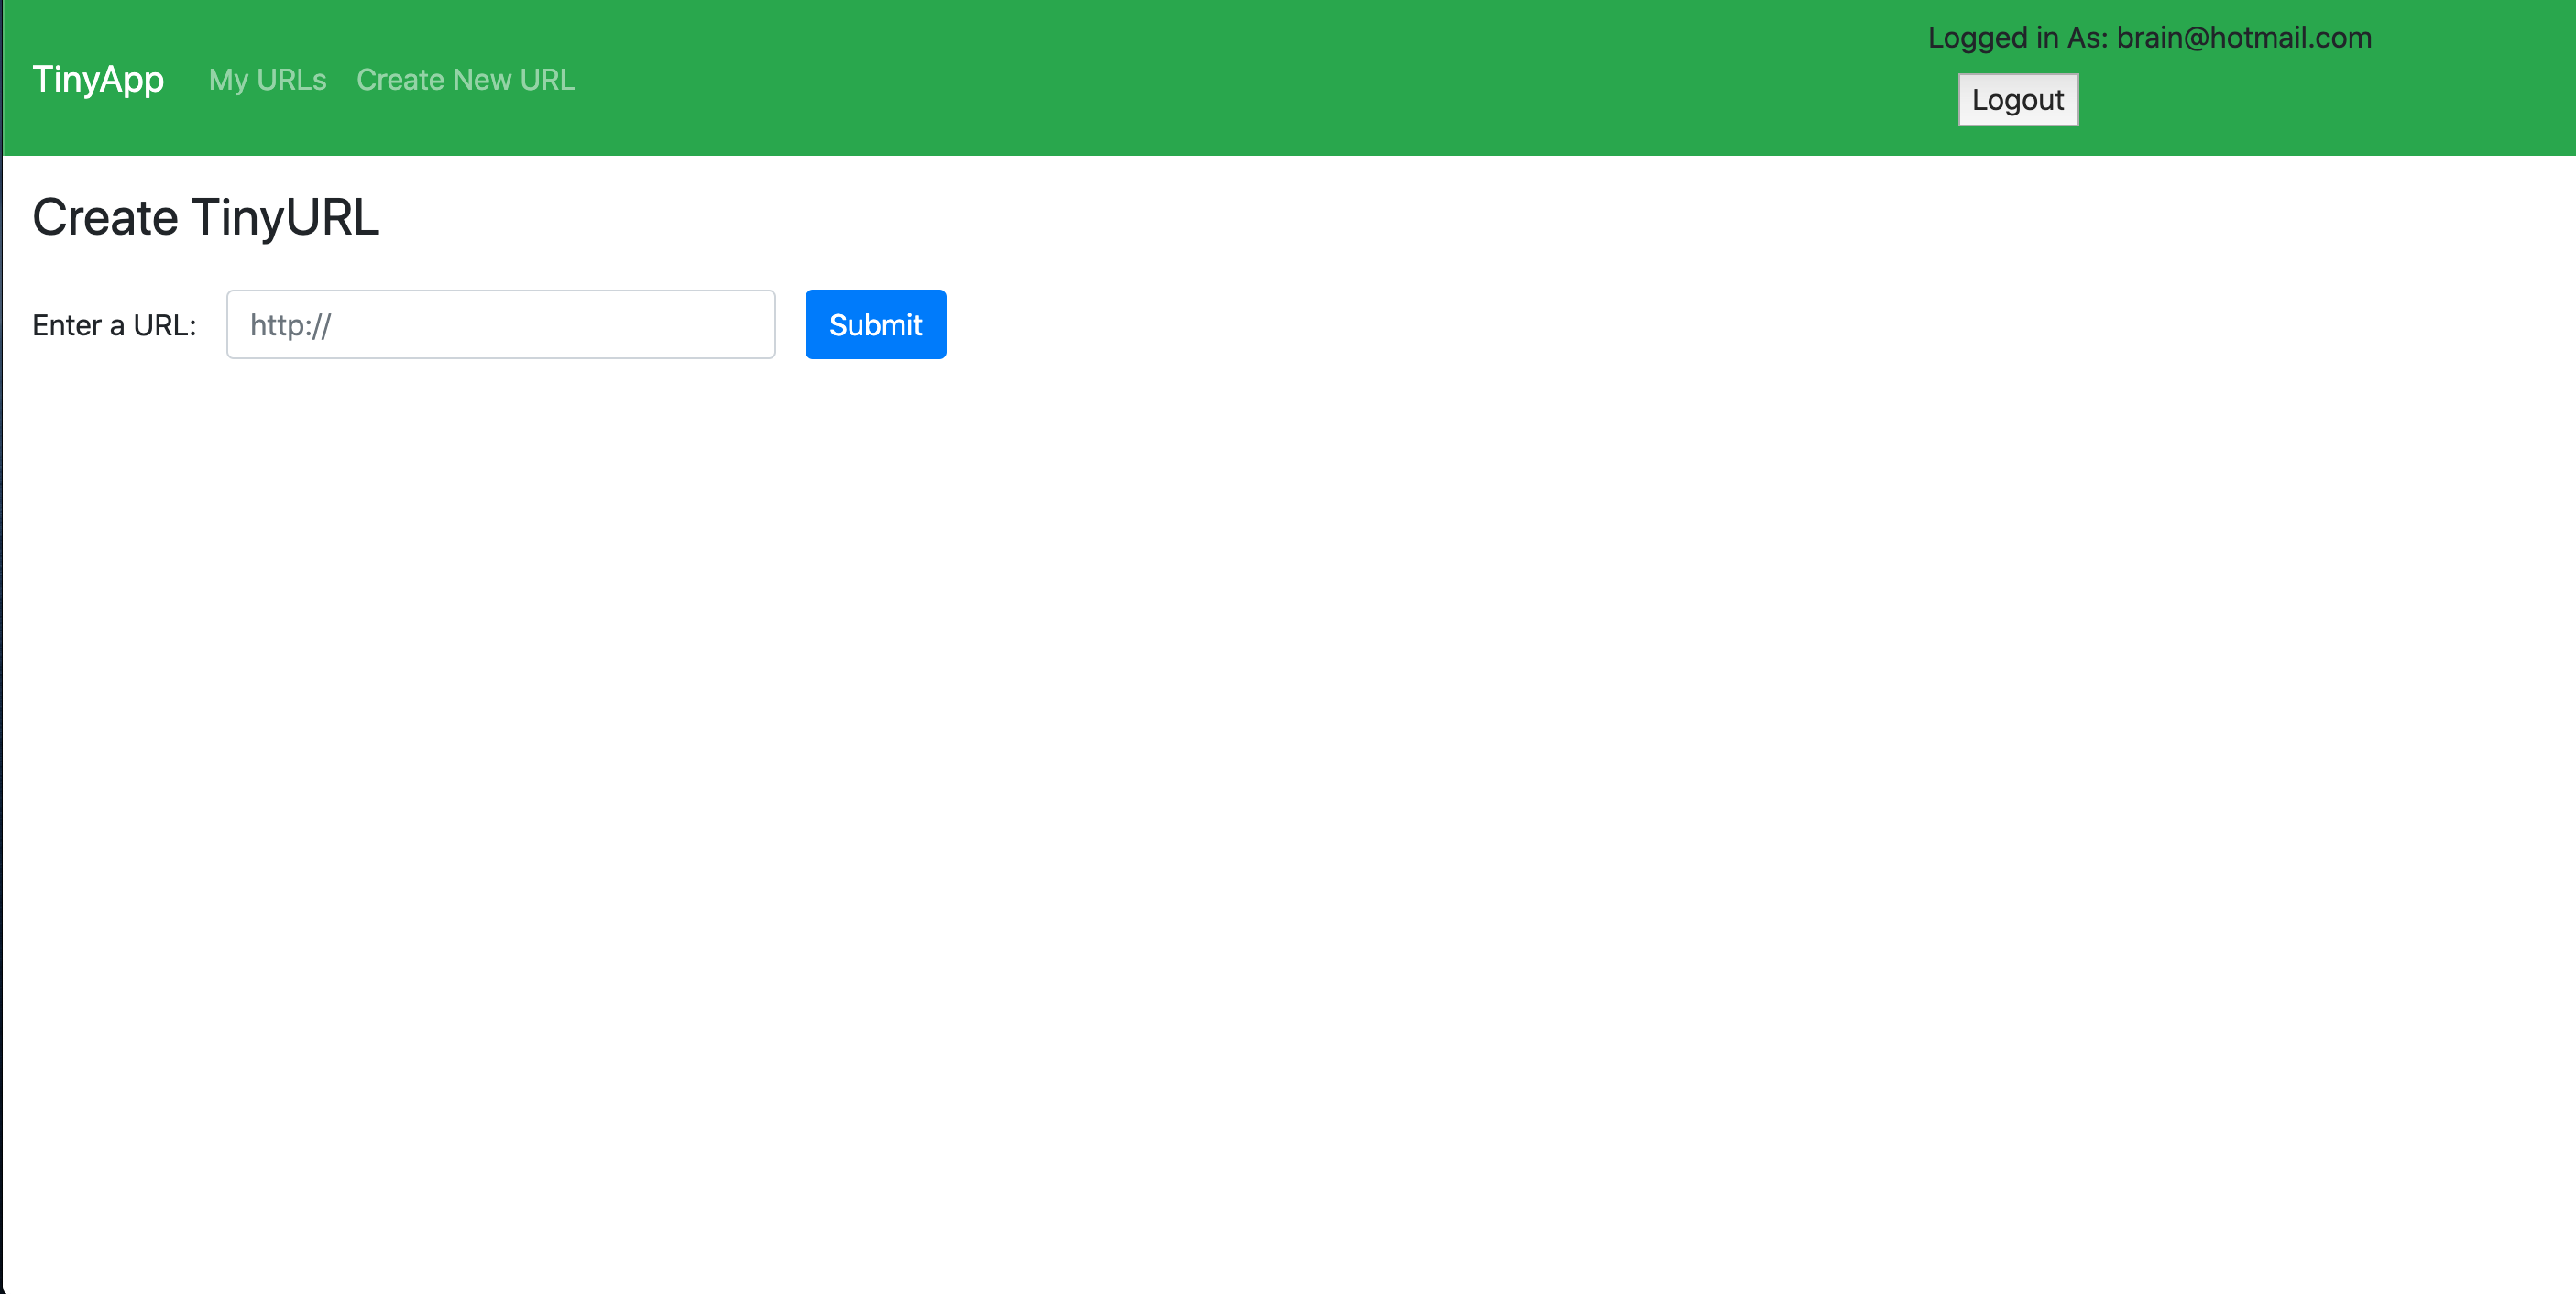 Logged in As: brain@hotmail.com
TinyApp My URLs Create New URL
Logout
Create TinyURL
Enter a URL: http:// Submit